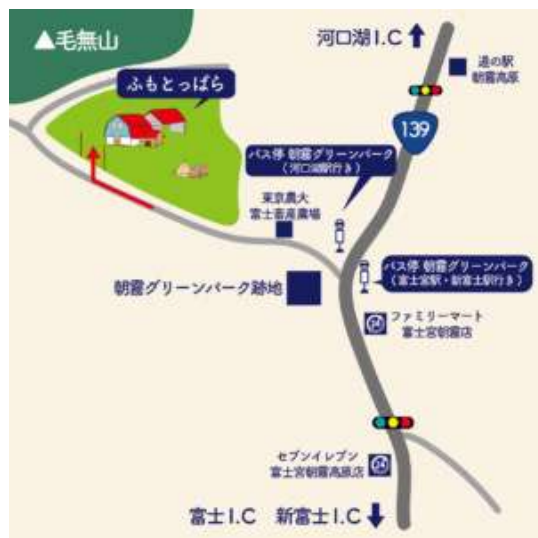 ▲毛無山
河口湖I.C
道の駅
朝霧高原
ふもとっぱら
139
バス停 朝霧グリーンパーク
(河口湖駅行き)
東京農大
富士畜産農場
バス停 朝霧グリーンパーク
(富士宮駅・新富士駅行き)
朝霧グリーンパーク跡地
ファミリーマート
富士宮朝霧店
セブンイレブン
富士宮朝霧高原店
富士I.C 新富士I.C